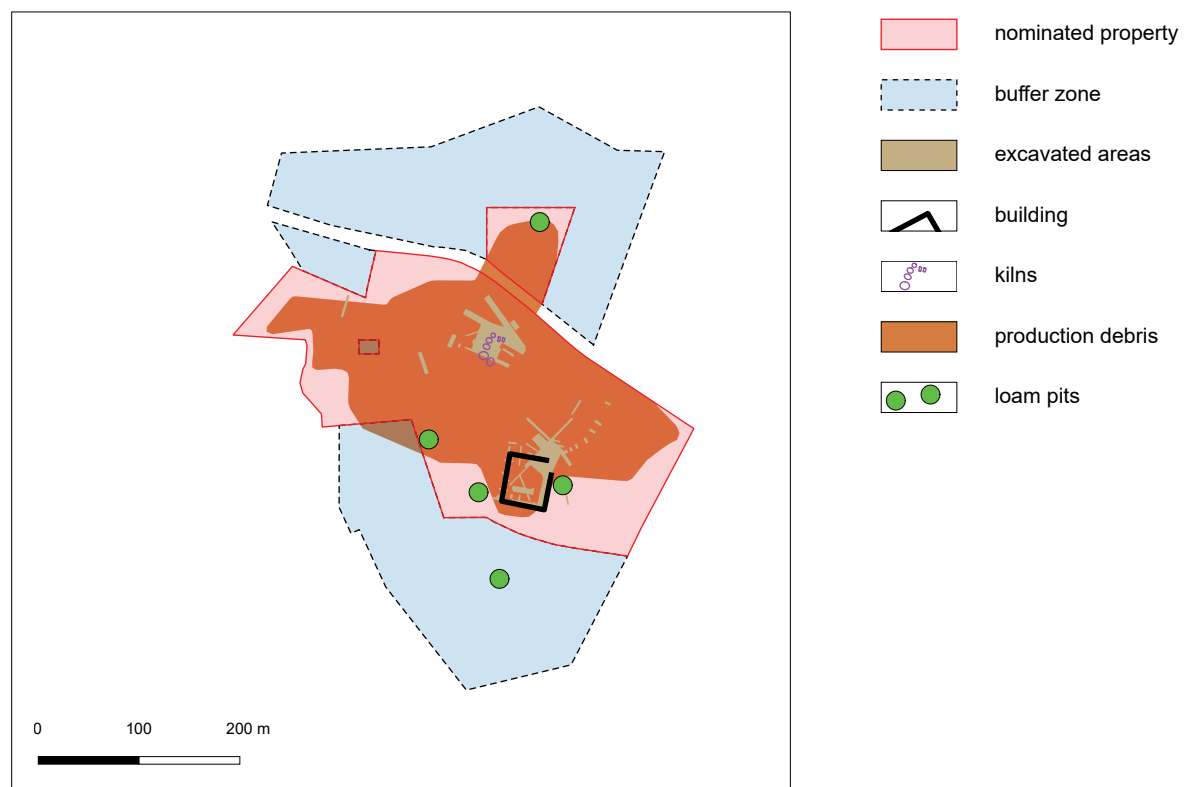 nominated property
buffer zone
excavated areas
building
kilns
production debris
loam pits
0 100 200 m